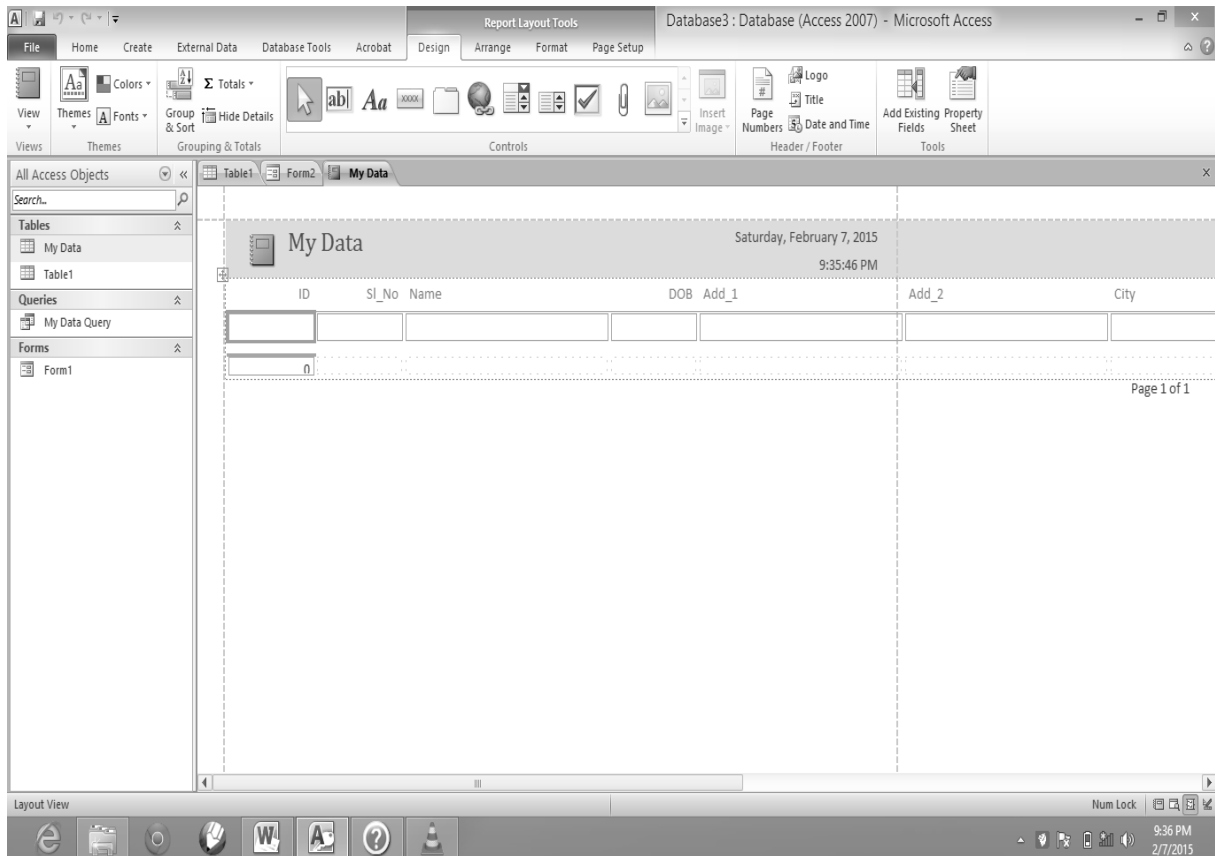 A
Report Layout Tools
Database3 : Database (Access 2007) - Microsoft Access
File Home Create External Data Database Tools Acrobat Design Arrange Format Page Setup
View
Views
Aa
Themes
Colors
A Fonts
Themes
Group & Sort
Σ Totals
Hide Details
Grouping & Totals
ab Aa XXXX
Controls
Insert Image
Page Numbers
Logo
Title
Date and Time
Header / Footer
Add Existing Fields
Property Sheet
Tools
All Access Objects
Search..
Tables
My Data
Table1
Queries
My Data Query
Forms
Form1
Table1 Form2 My Data
My Data
Saturday, February 7, 2015
9:35:46 PM
ID Sl_No Name DOB Add_1 Add_2 City
0
Page 1 of 1
Layout View
Num Lock
9:36 PM
2/7/2015